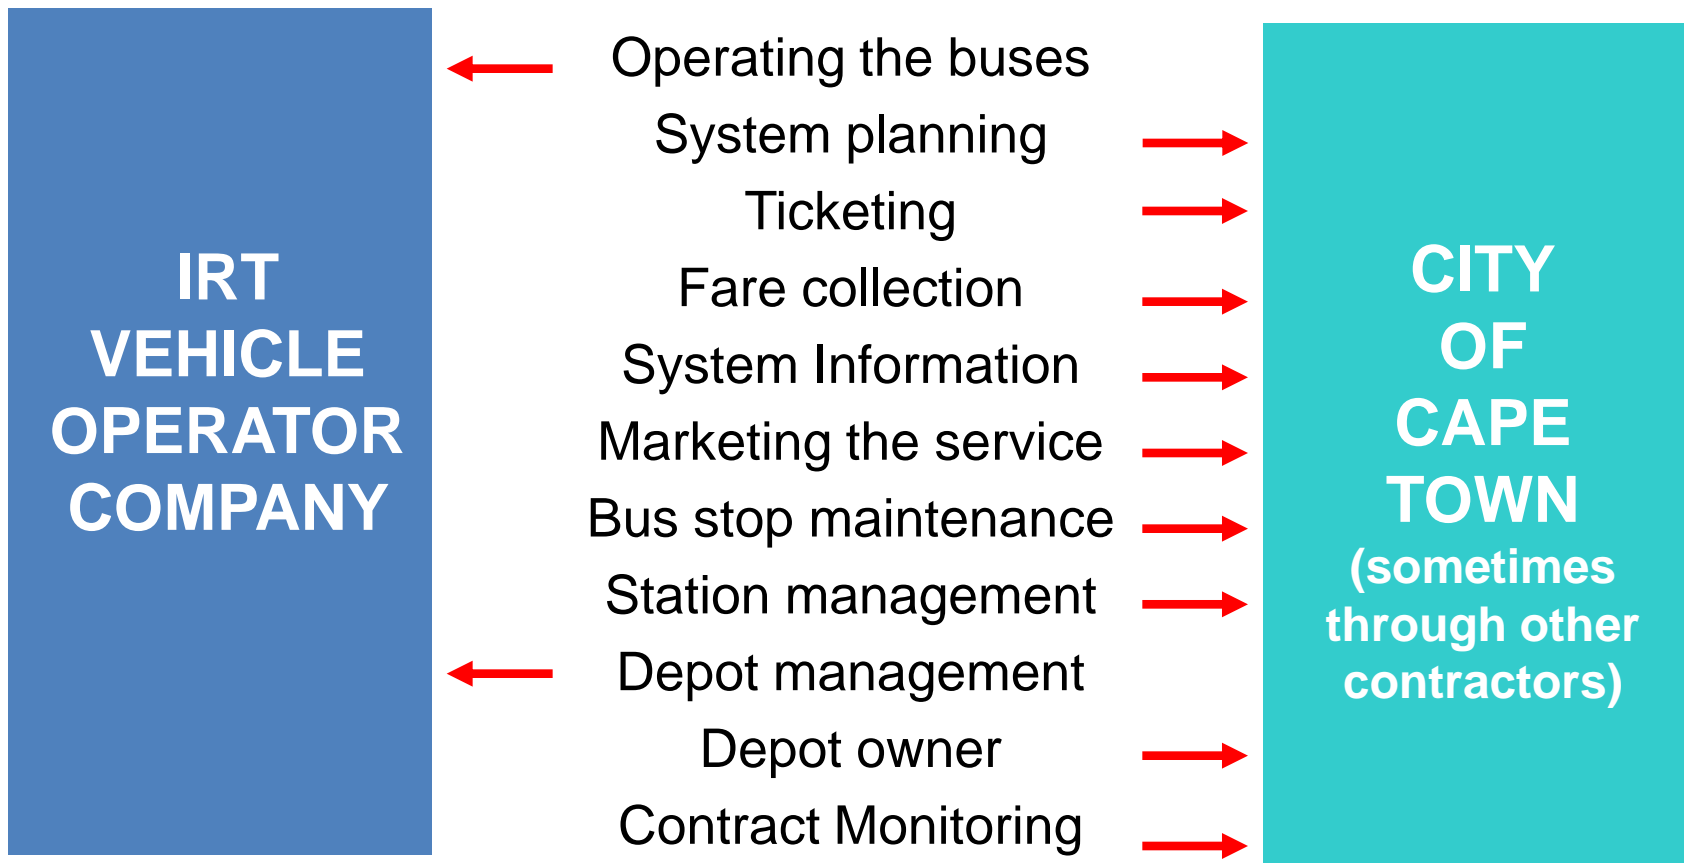 IRT
VEHICLE
OPERATOR
COMPANY
Operating the buses
System planning
Ticketing
Fare collection
System Information
Marketing the service
Bus stop maintenance
Station management
Depot management
Depot owner
Contract Monitoring
CITY
OF
CAPE
TOWN
(sometimes
through other
contractors)